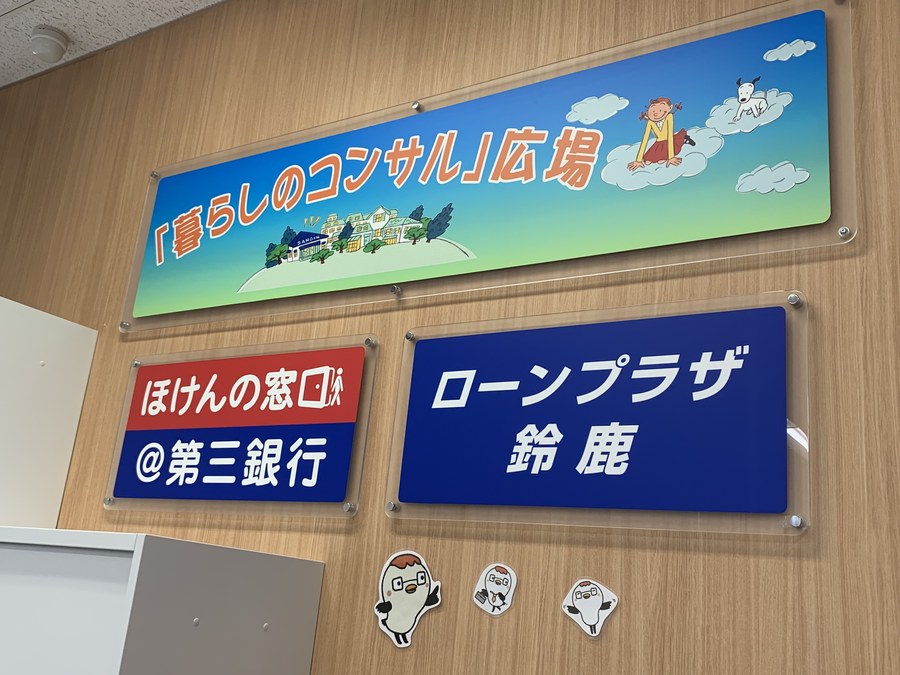 「暮らしのコンサル」広場
SANGIN
ほけんの窓口
@第三銀行
ローンプラザ
鈴鹿